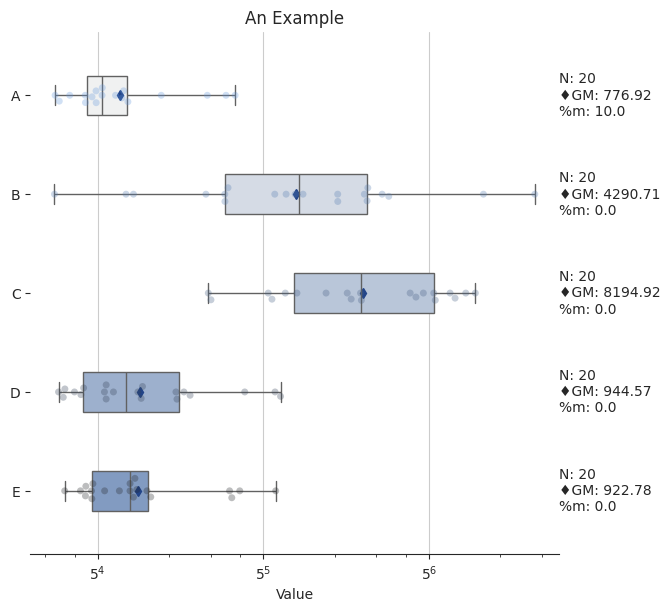 An Example
A
N: 20
♦GM: 776.92
%m: 10.0
B
N: 20
♦GM: 4290.71
%m: 0.0
C
N: 20
♦GM: 8194.92
%m: 0.0
D
N: 20
♦GM: 944.57
%m: 0.0
E
N: 20
♦GM: 922.78
%m: 0.0
5⁴ 5⁵ 5⁶
Value